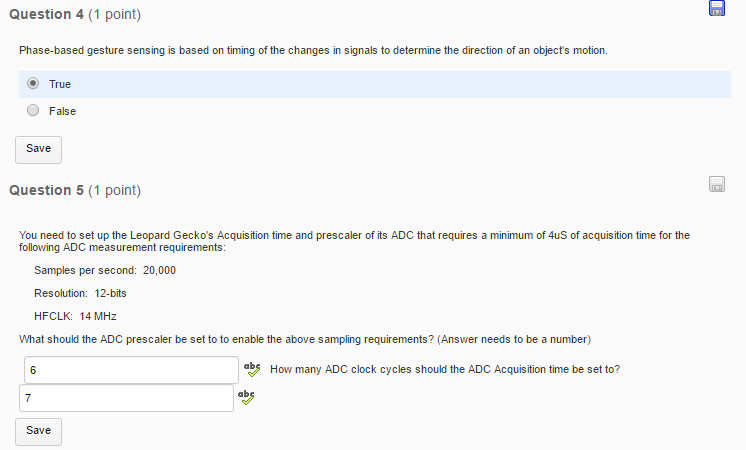 Question 4 (1 point)
Phase-based gesture sensing is based on timing of the changes in signals to determine the direction of an object's motion.
True
False
Save
Question 5 (1 point)
You need to set up the Leopard Gecko's Acquisition time and prescaler of its ADC that requires a minimum of 4uS of acquisition time for the
following ADC measurement requirements:
Samples per second: 20,000
Resolution: 12-bits
HFCLK: 14 MHz
What should the ADC prescaler be set to to enable the above sampling requirements? (Answer needs to be a number)
6 abc How many ADC clock cycles should the ADC Acquisition time be set to?
7 abc
Save